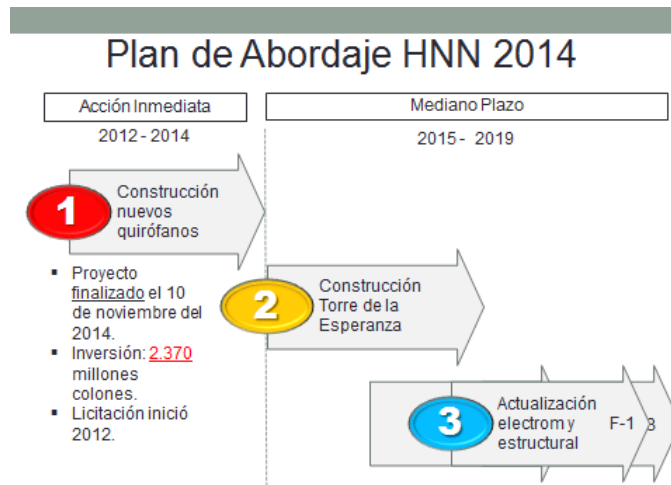 Plan de Abordaje HNN 2014
Acción Inmediata
Mediano Plazo
2012 - 2014
2015 - 2019
1
Construcción
nuevos
quirófanos
▪ Proyecto
finalizado el 10
de noviembre del
2014.
▪ Inversión: 2.370
millones
colones.
▪ Licitación inició
2012.
2
Construcción
Torre de la
Esperanza
3
Actualización
electrom y
estructural
F-1